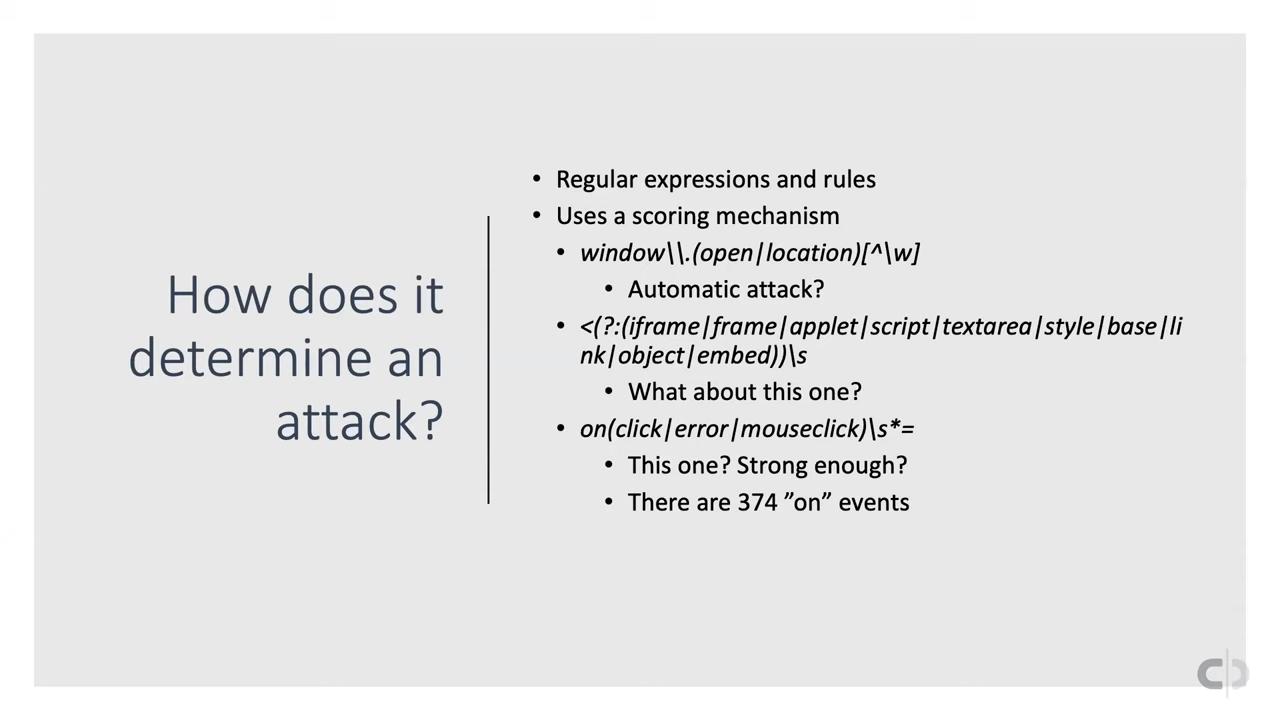 How does it
determine an
attack?
• Regular expressions and rules
• Uses a scoring mechanism
• window\\.(open|location)[^\w]
• Automatic attack?
• <(?:(iframe|frame|applet|script|textarea|style|base|li
nk|object|embed))\s
• What about this one?
• on(click|error|mouseclick)\s*=
• This one? Strong enough?
• There are 374 ”on” events